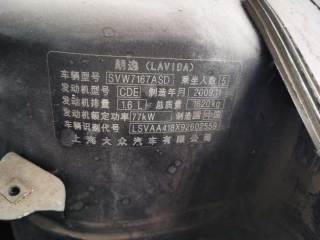 朗逸 (LAVIDA)
车辆型号 SVW7167ASD 乘坐人数 5
发动机型号 CDE 制造年月 2009.11
发动机排量 1.6 L 总质量 1620kg
发动机额定功率 77kW 制造国 中国
车辆识别代号 LSVAA418X92602559
上海大众汽车有限公司